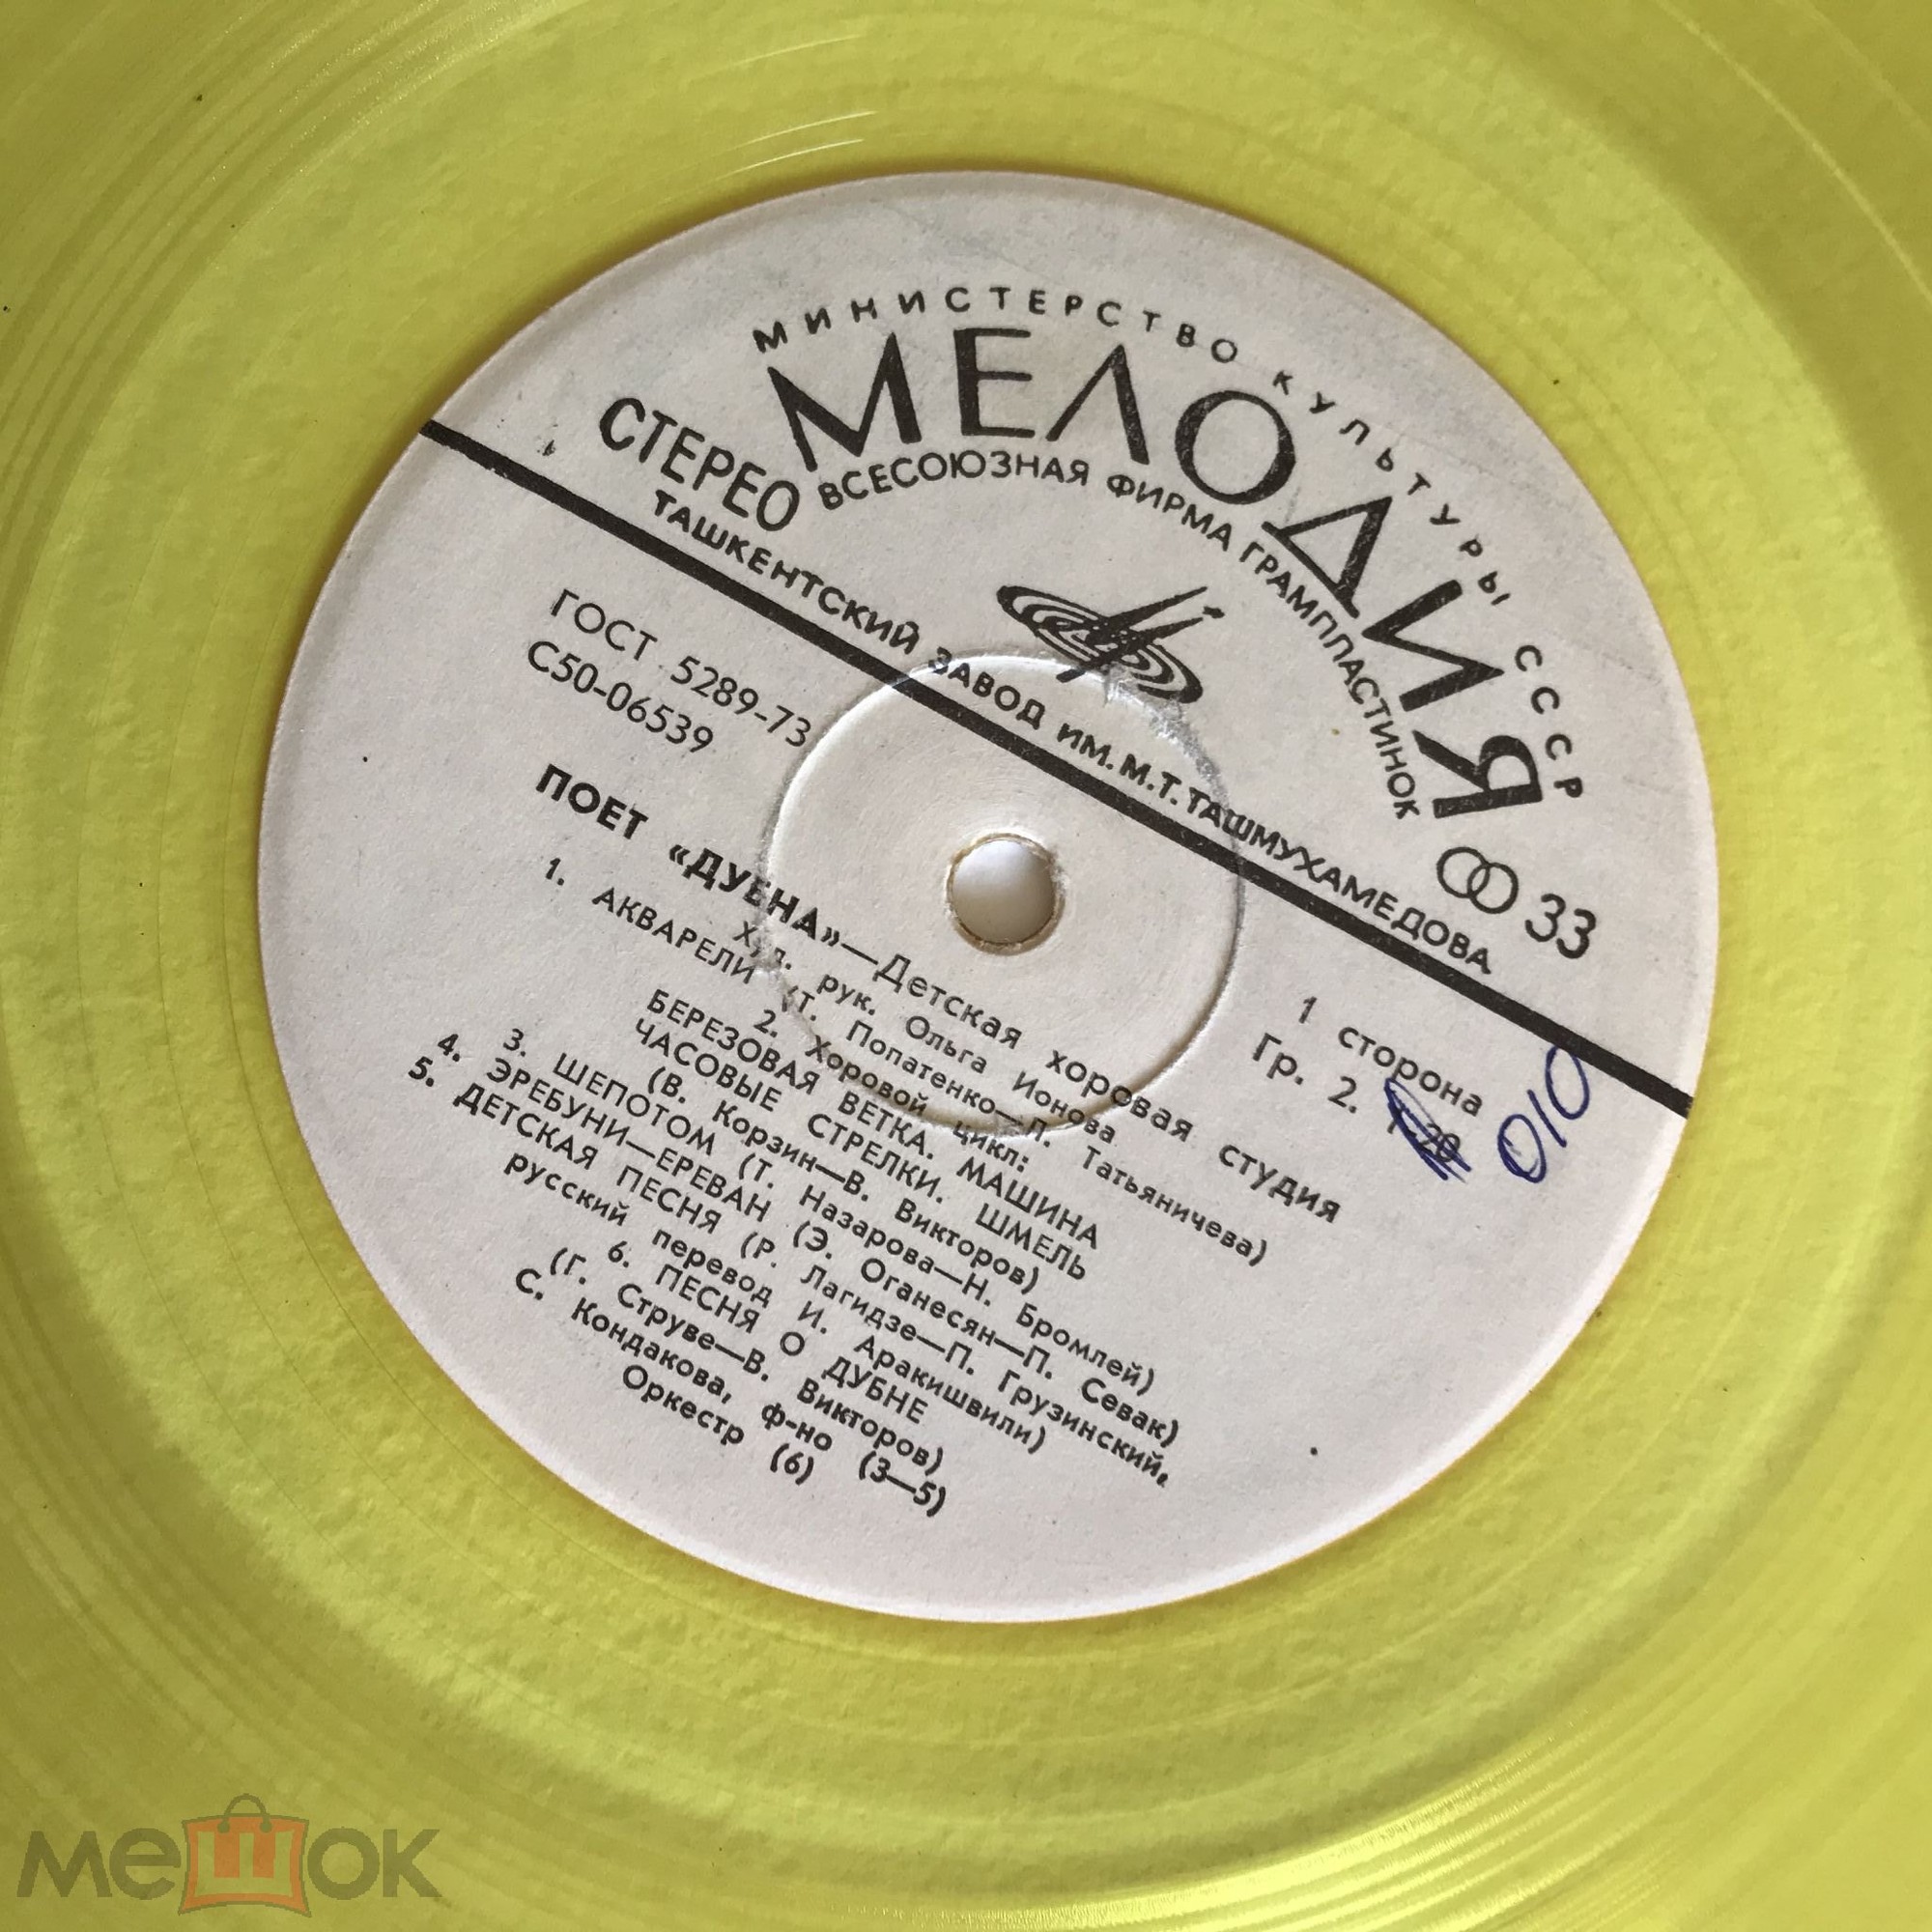 МИНИСТЕРСТВО КУЛЬТУРЫ СССР
МЕЛОДИЯ
ВСЕСОЮЗНАЯ ФИРМА ГРАМПЛАСТИНОК
СТЕРЕО
33
ТАШКЕНТСКИЙ ЗАВОД ИМ. М.Т. ТАШМУХАМЕДОВА
ГОСТ 5289-73
С50-06539
1 сторона
Гр. 2.
010
ПОЕТ «ДУБНА»—Детская хоровая студия
Худ. рук. Ольга Ионова
1. АКВАРЕЛИ (Т. Попатенко—Л. Татьяничева)
2. Хоровой цикл:
БЕРЕЗОВАЯ ВЕТКА. МАШИНА
ЧАСОВЫЕ СТРЕЛКИ. ШМЕЛЬ
(В. Корзин—В. Викторов)
3. ШЕПОТОМ (Т. Назарова—Н. Бромлей)
4. ЭРЕБУНИ—ЕРЕВАН (Э. Оганесян—П. Севак)
5. ДЕТСКАЯ ПЕСНЯ (Р. Лагидзе—П. Грузинский,
русский перевод И. Аракишвили)
6. ПЕСНЯ О ДУБНЕ
(Г. Струве—В. Викторов)
С. Кондакова, ф-но (3—5)
Оркестр (6)
мешок